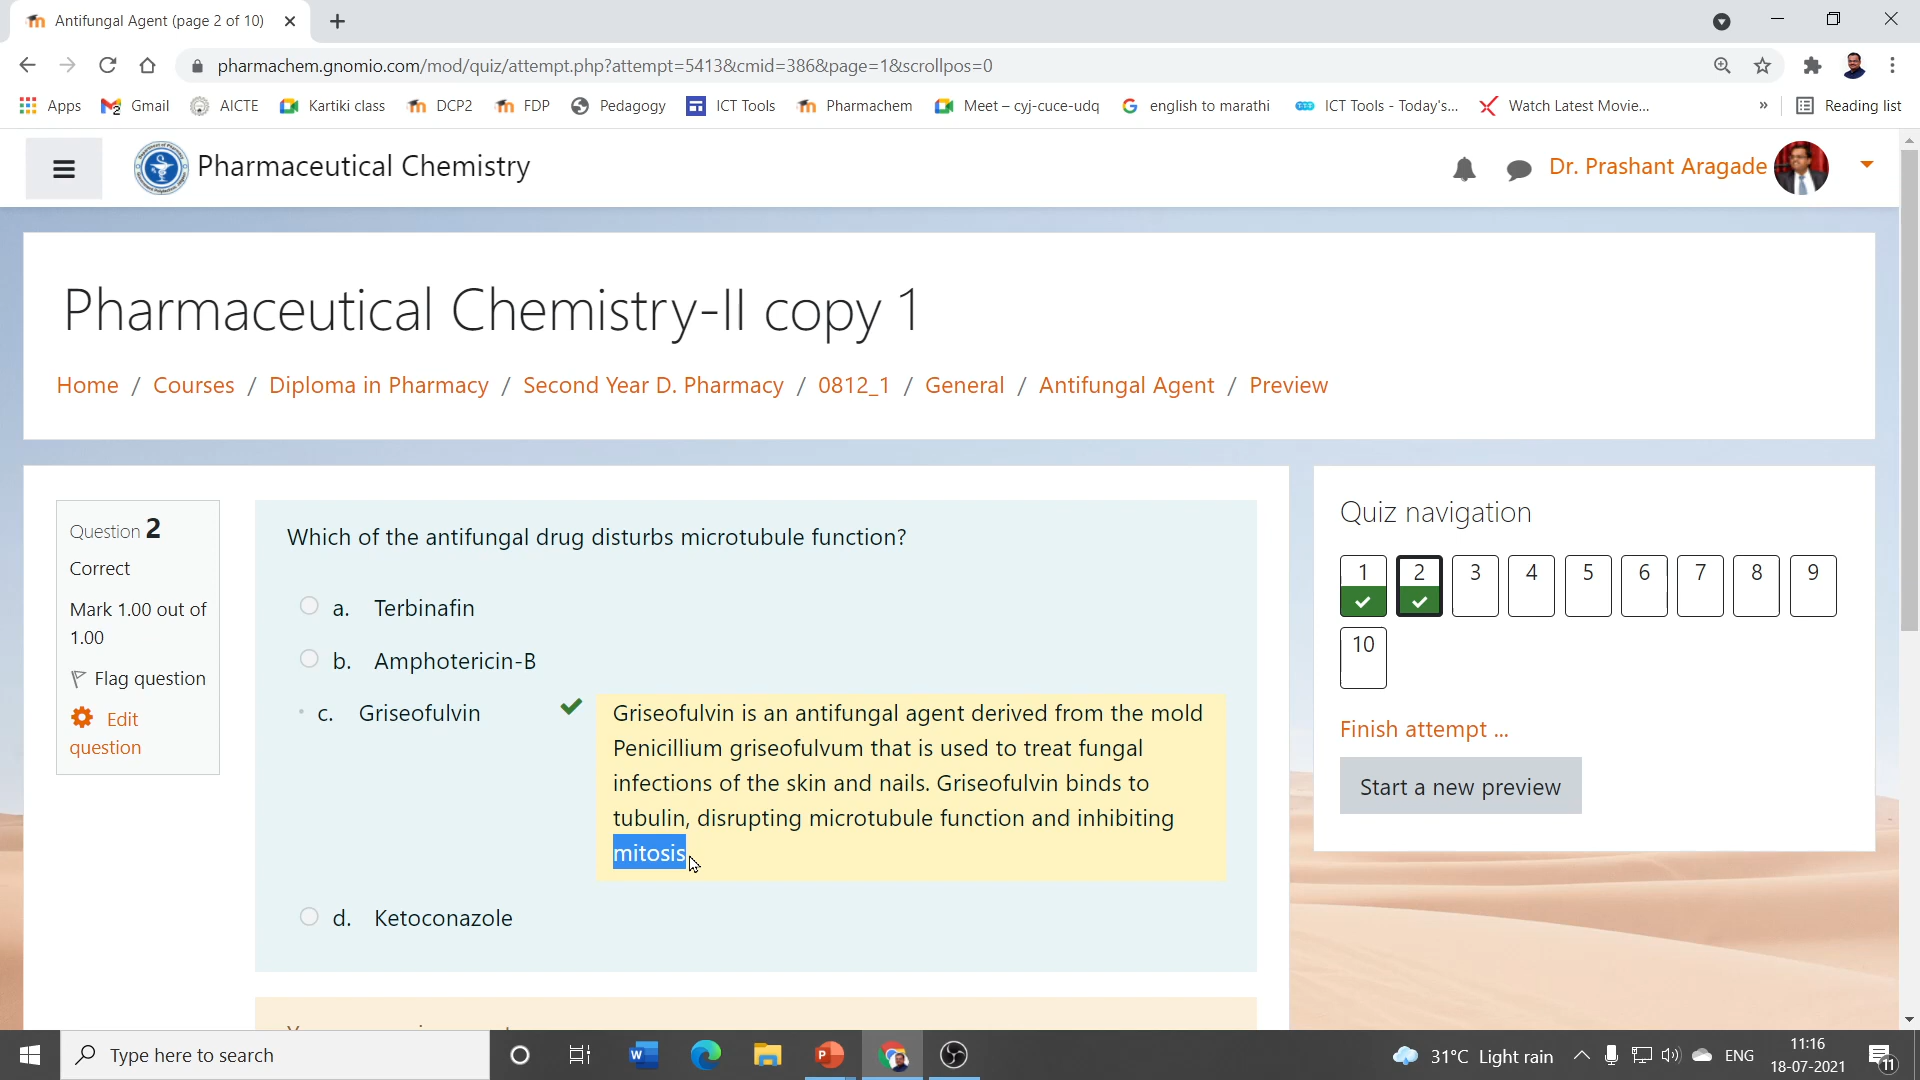 Antifungal Agent (page 2 of 10)
pharmachem.gnomio.com/mod/quiz/attempt.php?attempt=5413&cmid=386&page=1&scrollpos=0
Apps Gmail AICTE Kartiki class DCP2 FDP Pedagogy ICT Tools Pharmachem Meet – cyj-cuce-udq english to marathi ICT Tools - Today's... Watch Latest Movie... » Reading list
Pharmaceutical Chemistry
Dr. Prashant Aragade
Pharmaceutical Chemistry-II copy 1
Home / Courses / Diploma in Pharmacy / Second Year D. Pharmacy / 0812_1 / General / Antifungal Agent / Preview
Question 2
Correct
Mark 1.00 out of
1.00
Flag question
Edit
question
Which of the antifungal drug disturbs microtubule function?
a. Terbinafin
b. Amphotericin-B
c. Griseofulvin
Griseofulvin is an antifungal agent derived from the mold
Penicillium griseofulvum that is used to treat fungal
infections of the skin and nails. Griseofulvin binds to
tubulin, disrupting microtubule function and inhibiting
mitosis
d. Ketoconazole
Quiz navigation
1 2 3 4 5 6 7 8 9
10
Finish attempt ...
Start a new preview
Type here to search
31°C Light rain
ENG
11:16
18-07-2021
11